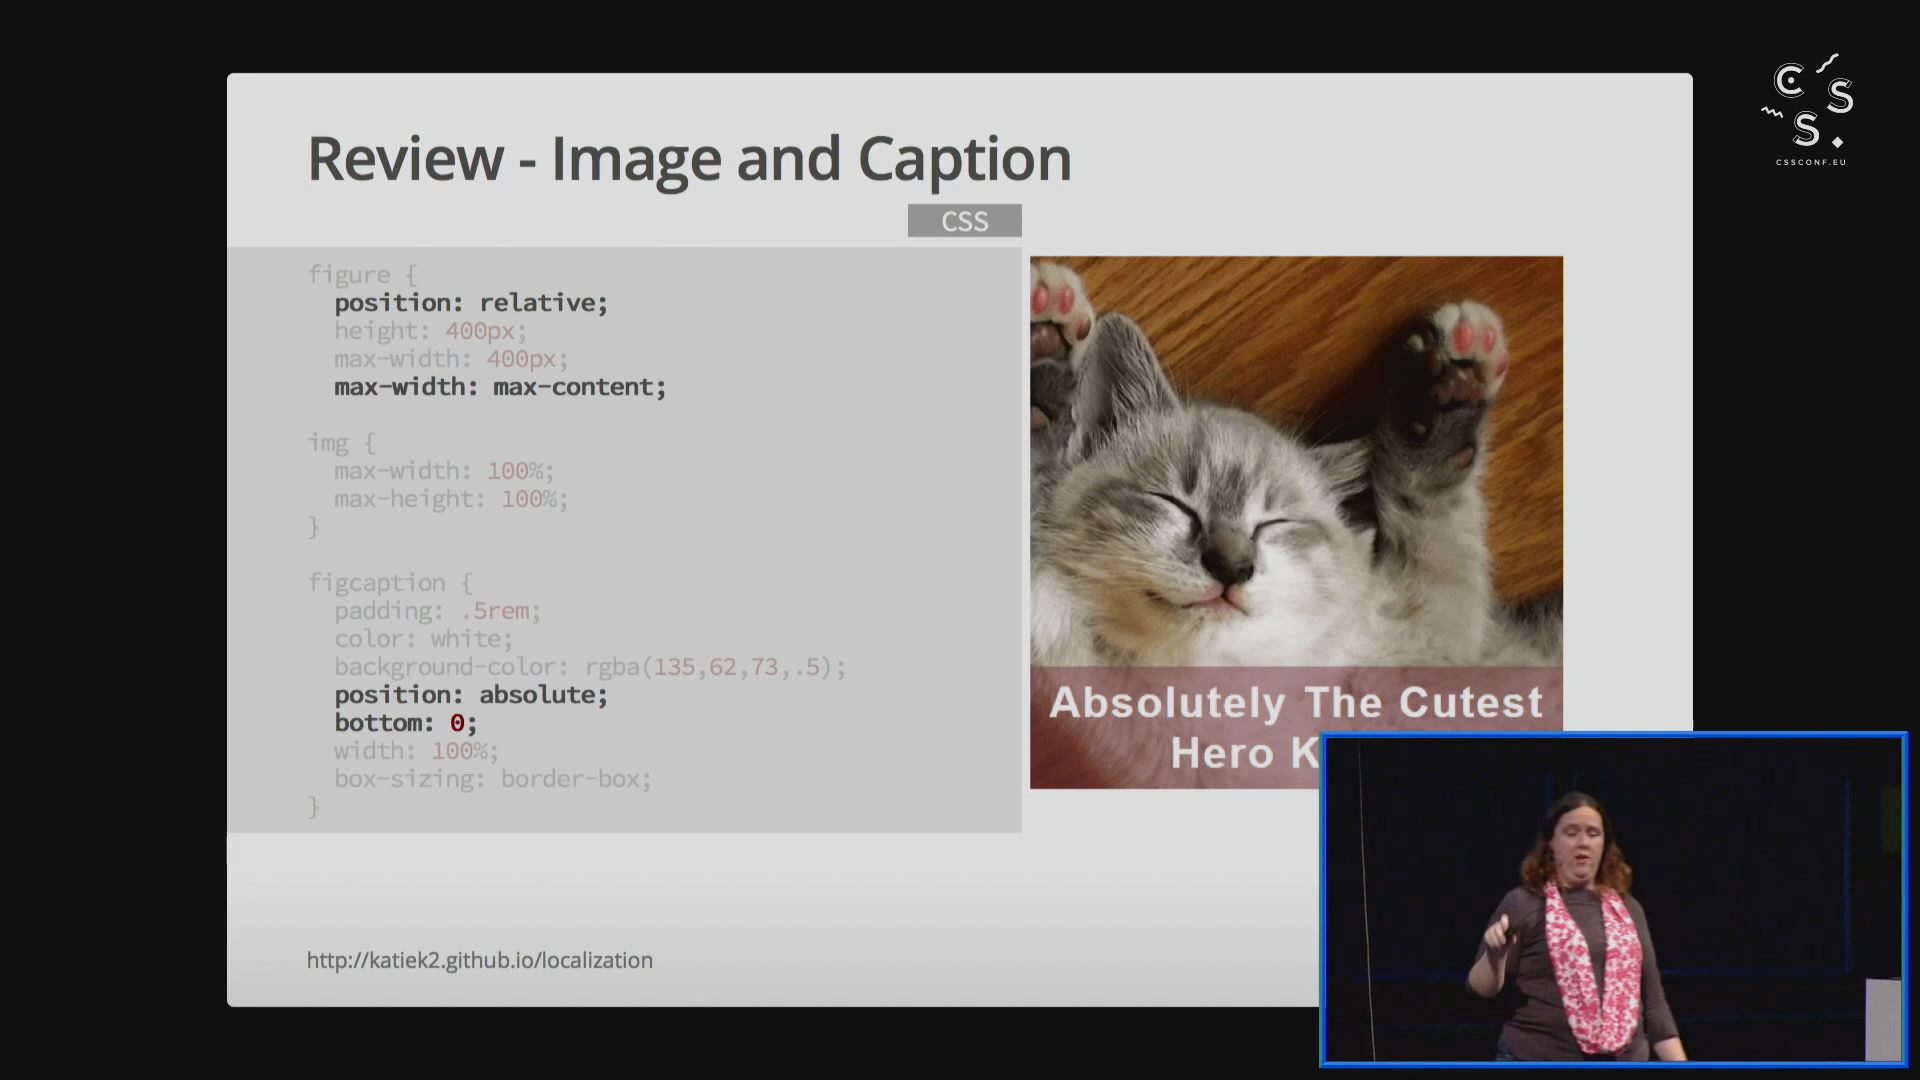 C
S
S.
CSSCONF.EU
Review - Image and Caption
CSS
figure {
position: relative;
height: 400px;
max-width: 400px;
max-width: max-content;
img {
max-width: 100%;
max-height: 100%;
}
figcaption {
padding: .5rem;
color: white;
background-color: rgba(135,62,73,.5);
position: absolute;
bottom: 0;
width: 100%;
box-sizing: border-box;
}
Absolutely The Cutest
Hero
http://katiek2.github.io/localization